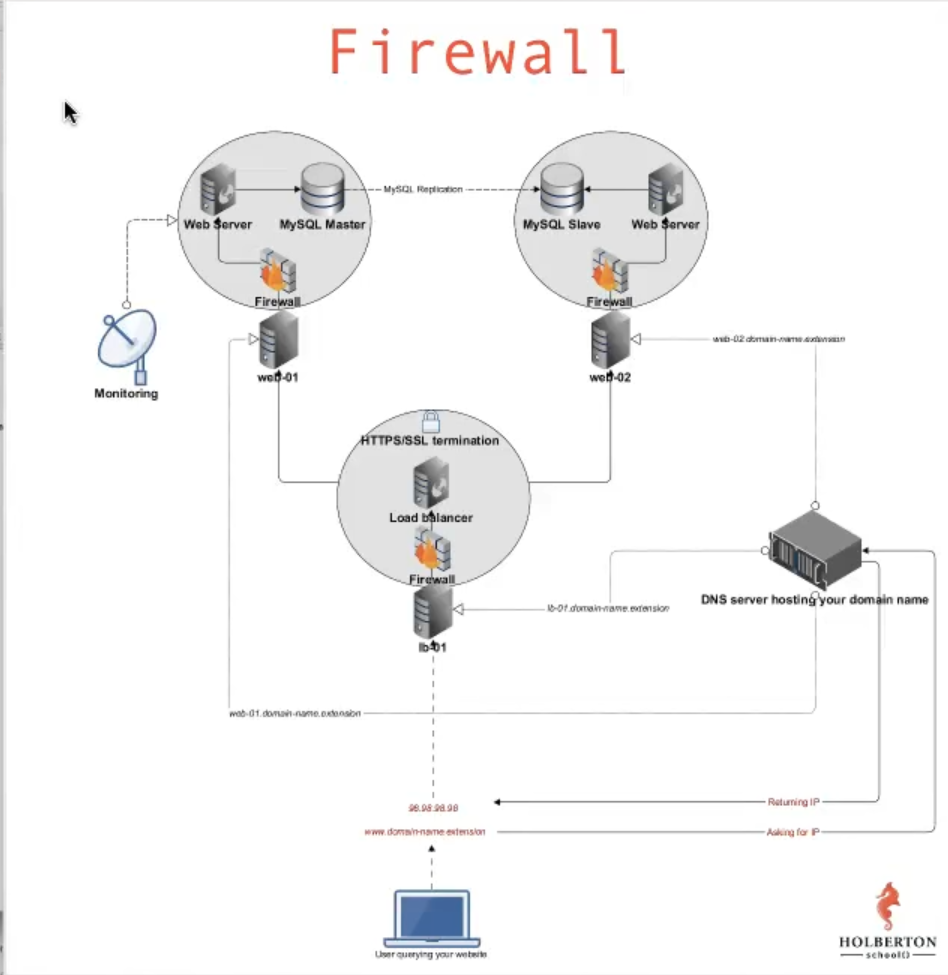 Firewall
MySQL Replication
Web Server
MySQL Master
MySQL Slave
Web Server
Firewall
Firewall
web-02.domain-name.extension
web-01
web-02
Monitoring
HTTPS/SSL termination
Load balancer
Firewall
DNS server hosting your domain name
lb-01.domain-name.extension
lb-01
web-01.domain-name.extension
98.98.98.98
Returning IP
www.domain-name.extension
Asking for IP
User querying your website
HOLBERTON
school()